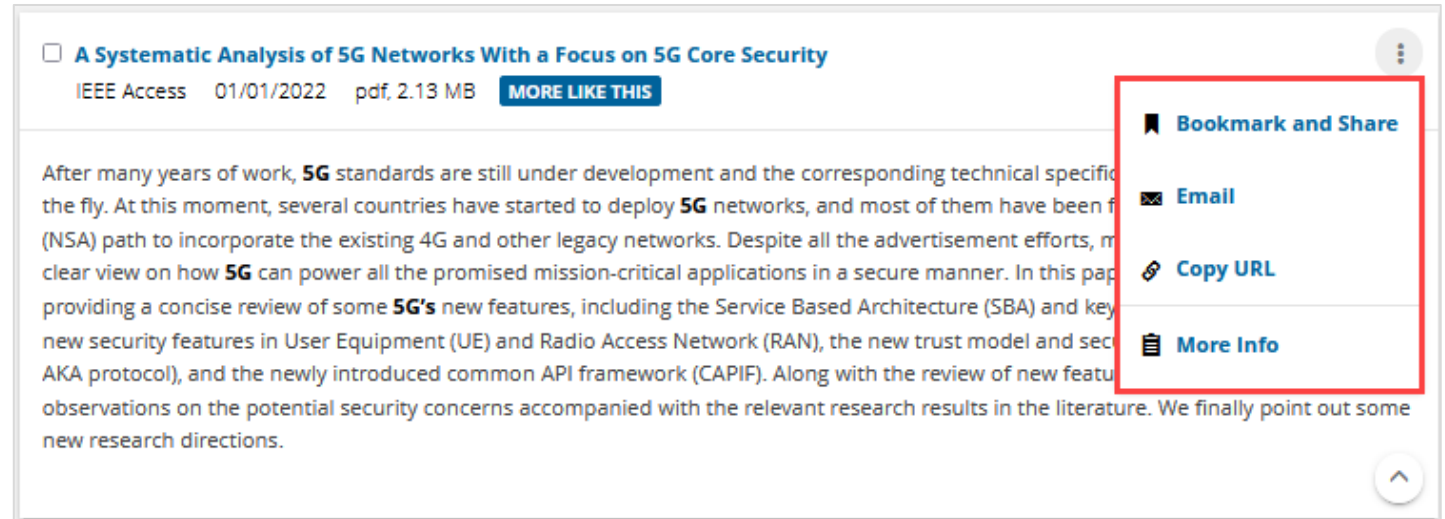 A Systematic Analysis of 5G Networks With a Focus on 5G Core Security
IEEE Access 01/01/2022 pdf, 2.13 MB MORE LIKE THIS
Bookmark and Share
Email
Copy URL
More Info
After many years of work, 5G standards are still under development and the corresponding technical
the fly. At this moment, several countries have started to deploy 5G networks, and most of them have been
(NSA) path to incorporate the existing 4G and other legacy networks. Despite all the advertisement efforts,
clear view on how 5G can power all the promised mission-critical applications in a secure manner. In this
providing a concise review of some 5G's new features, including the Service Based Architecture (SBA) and key
new security features in User Equipment (UE) and Radio Access Network (RAN), the new trust model and
AKA protocol), and the newly introduced common API framework (CAPIF). Along with the review of new
observations on the potential security concerns accompanied with the relevant research results in the literature. We finally point out some
new research directions.